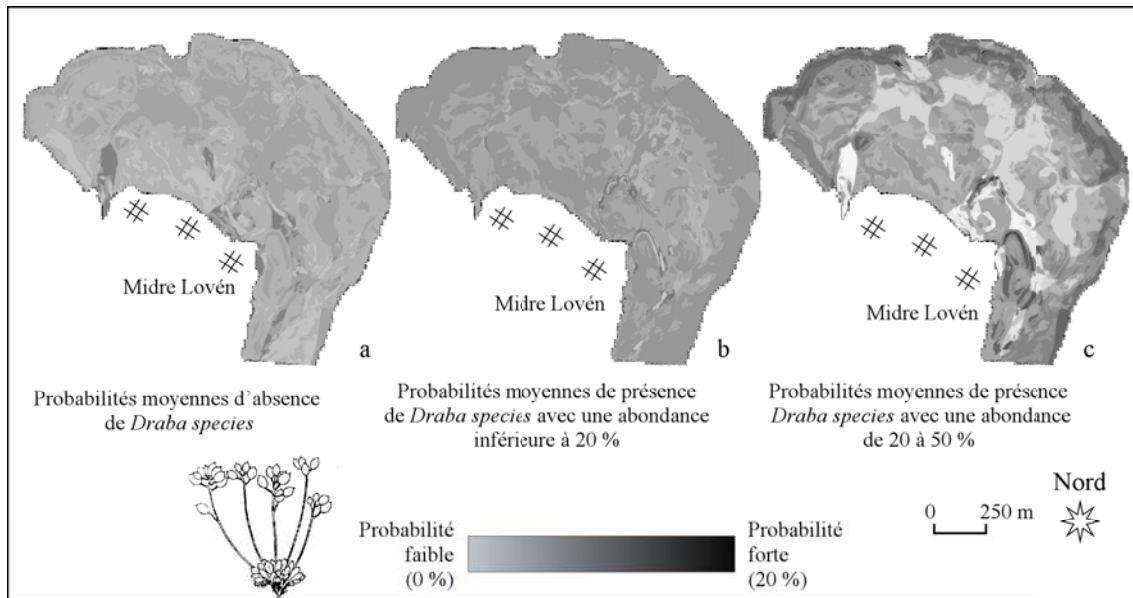 Midre Lovén
a
Midre Lovén
b
Midre Lovén
c
Probabilités moyennes d'absence
de Draba species
Probabilités moyennes de présence
de Draba species avec une abondance
inférieure à 20 %
Probabilités moyennes de présence
Draba species avec une abondance
de 20 à 50 %
Probabilité
faible
(0 %)
Probabilité
forte
(20 %)
0 250 m
Nord